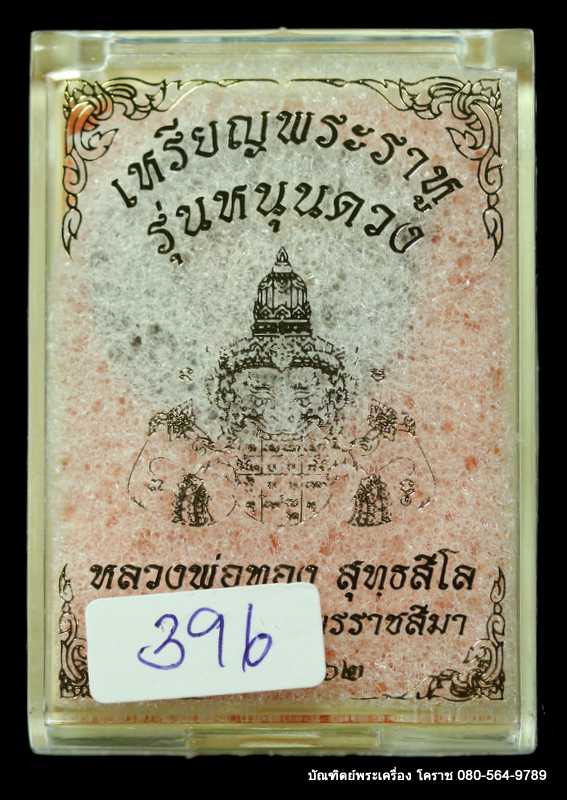 เหรียญพระราหู
รุ่นหนุนดวง
หลวงพ่อทอง สุทธสีโล
396
บัณฑิตย์พระเครื่อง โคราช 080-564-9789